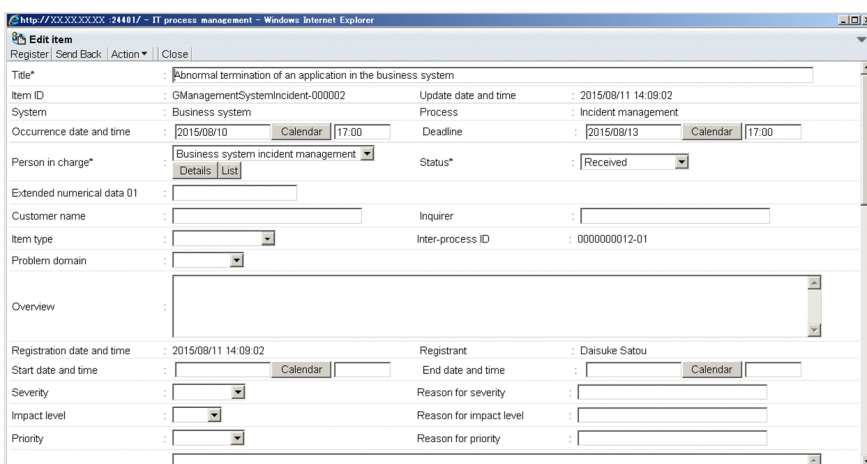 http://XX.XX.XX.XX :24401/ - IT process management - Windows Internet Explorer
Edit item
Register Send Back Action Close
Title* : Abnormal termination of an application in the business system
Item ID : GManagementSystemIncident-000002 Update date and time : 2015/08/11 14:09:02
System : Business system Process : Incident management
Occurrence date and time : 2015/08/10 Calendar 17:00 Deadline : 2015/08/13 Calendar 17:00
Person in charge* : Business system incident management Status* : Received
Details List
Extended numerical data 01 :
Customer name : Inquirer :
Item type : Inter-process ID : 0000000012-01
Problem domain :
Overview :
Registration date and time : 2015/08/11 14:09:02 Registrant : Daisuke Satou
Start date and time : Calendar End date and time : Calendar
Severity : Reason for severity :
Impact level : Reason for impact level :
Priority : Reason for priority :